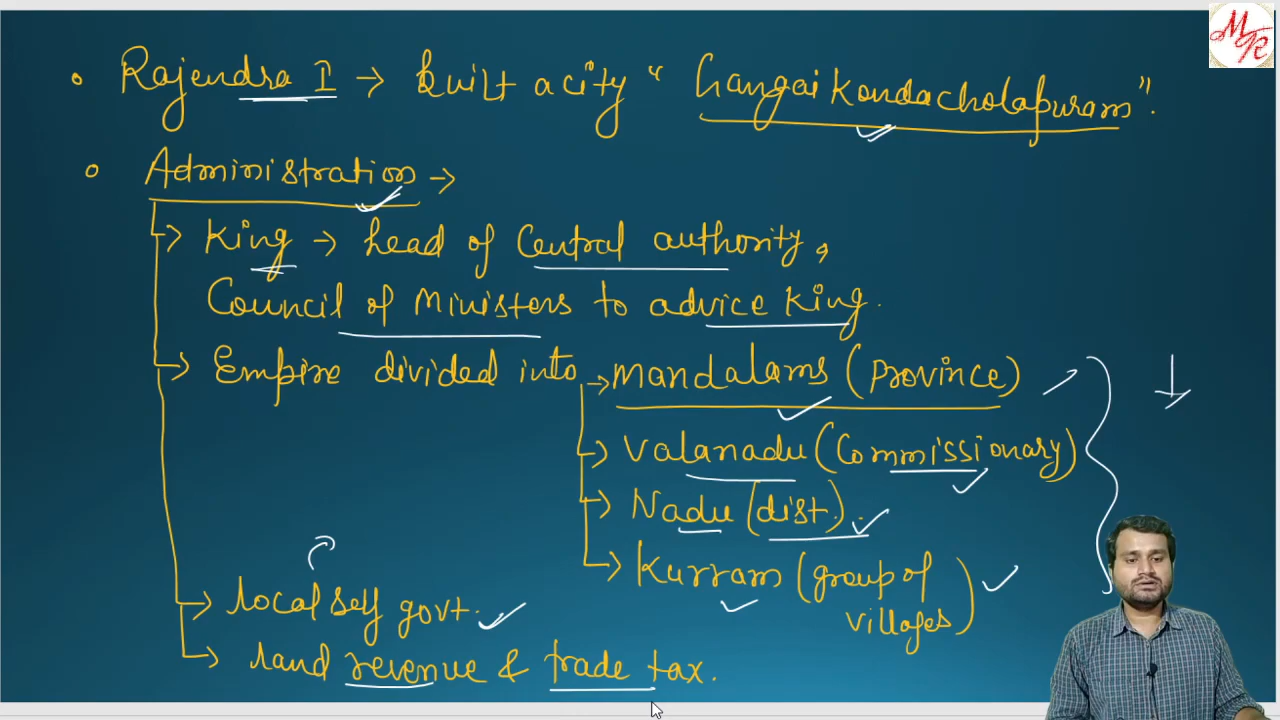 MR
• Rajendra I → built a city "Gangaikondacholapuram".
• Administration →
→ King → head of Central authority,
Council of Ministers to advice King.
→ Empire divided into → mandalams (province)
→ Valanadu (Commissionary)
→ Nadu (dist.).
→ Kurram (group of villages)
→ local self govt.
→ land revenue & trade tax.